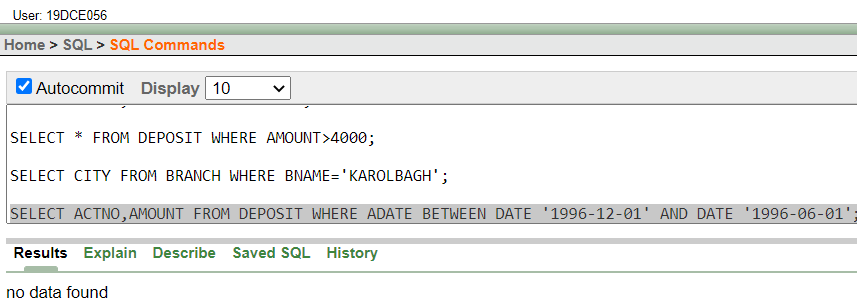 User: 19DCE056
Home > SQL > SQL Commands
Autocommit Display 10
SELECT * FROM DEPOSIT WHERE AMOUNT>4000;
SELECT CITY FROM BRANCH WHERE BNAME='KAROLBAGH';
SELECT ACTNO,AMOUNT FROM DEPOSIT WHERE ADATE BETWEEN DATE '1996-12-01' AND DATE '1996-06-01';
Results Explain Describe Saved SQL History
no data found